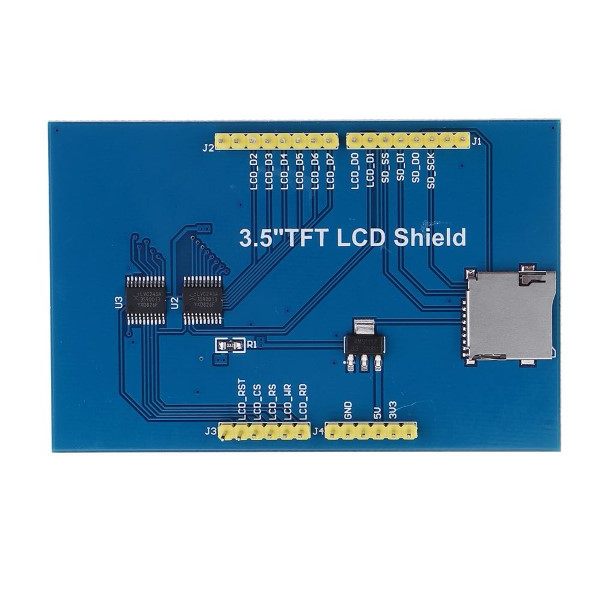 J2
J1
LCD_D2
LCD_D3
LCD_D4
LCD_D5
LCD_D6
LCD_D7
LCD_D0
LCD_D1
SD_SS
SD_DI
SD_DO
SD_SCK
3.5"TFT LCD Shield
U3
U2
R1
LCD_RST
LCD_CS
LCD_RS
LCD_WR
LCD_RD
GND
5V
3V3
J3
J4